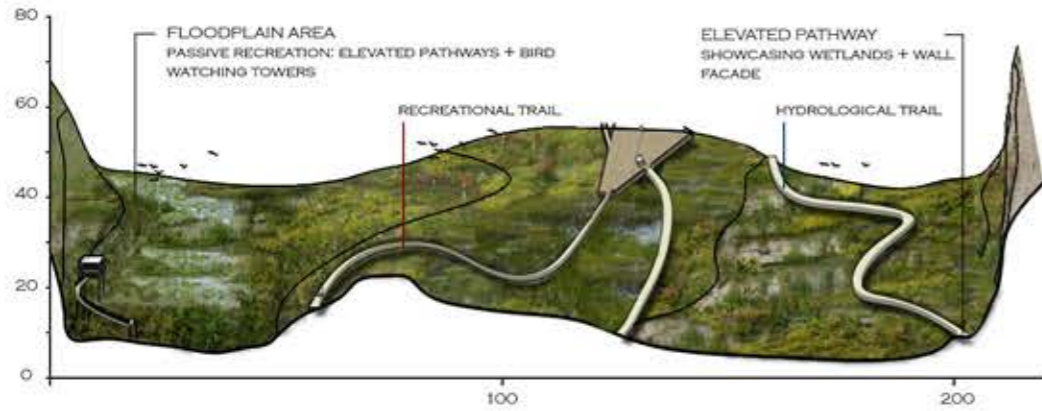 80
FLOODPLAIN AREA
PASSIVE RECREATION: ELEVATED PATHWAYS + BIRD
WATCHING TOWERS
ELEVATED PATHWAY
SHOWCASING WETLANDS + WALL
FACADE
60
RECREATIONAL TRAIL
HYDROLOGICAL TRAIL
40
20
0
100
200